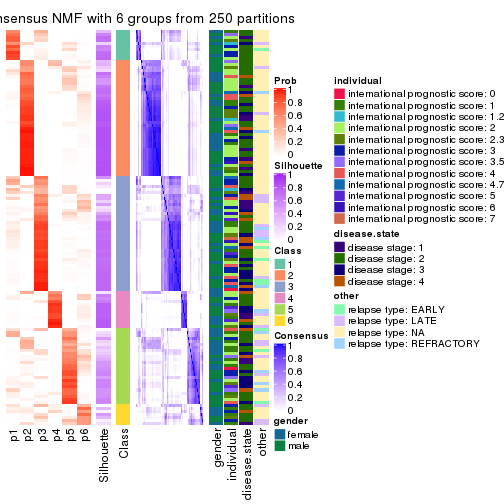 nsensus NMF with 6 groups from 250 partitions
Prob
1
0.8
0.6
0.4
0.2
0
Silhouette
1
0.8
0.6
0.4
0.2
0
Class
1
2
3
4
5
6
Consensus
1
0.8
0.6
0.4
0.2
0
gender
female
male
individual
international prognostic score: 0
international prognostic score: 1
international prognostic score: 1.2
international prognostic score: 2
international prognostic score: 2.3
international prognostic score: 3
international prognostic score: 3.5
international prognostic score: 4
international prognostic score: 4.7
international prognostic score: 5
international prognostic score: 6
international prognostic score: 7
disease.state
disease stage: 1
disease stage: 2
disease stage: 3
disease stage: 4
other
relapse type: EARLY
relapse type: LATE
relapse type: NA
relapse type: REFRACTORY
p1
p2
p3
p4
p5
p6
Silhouette
Class
gender
individual
disease.state
other